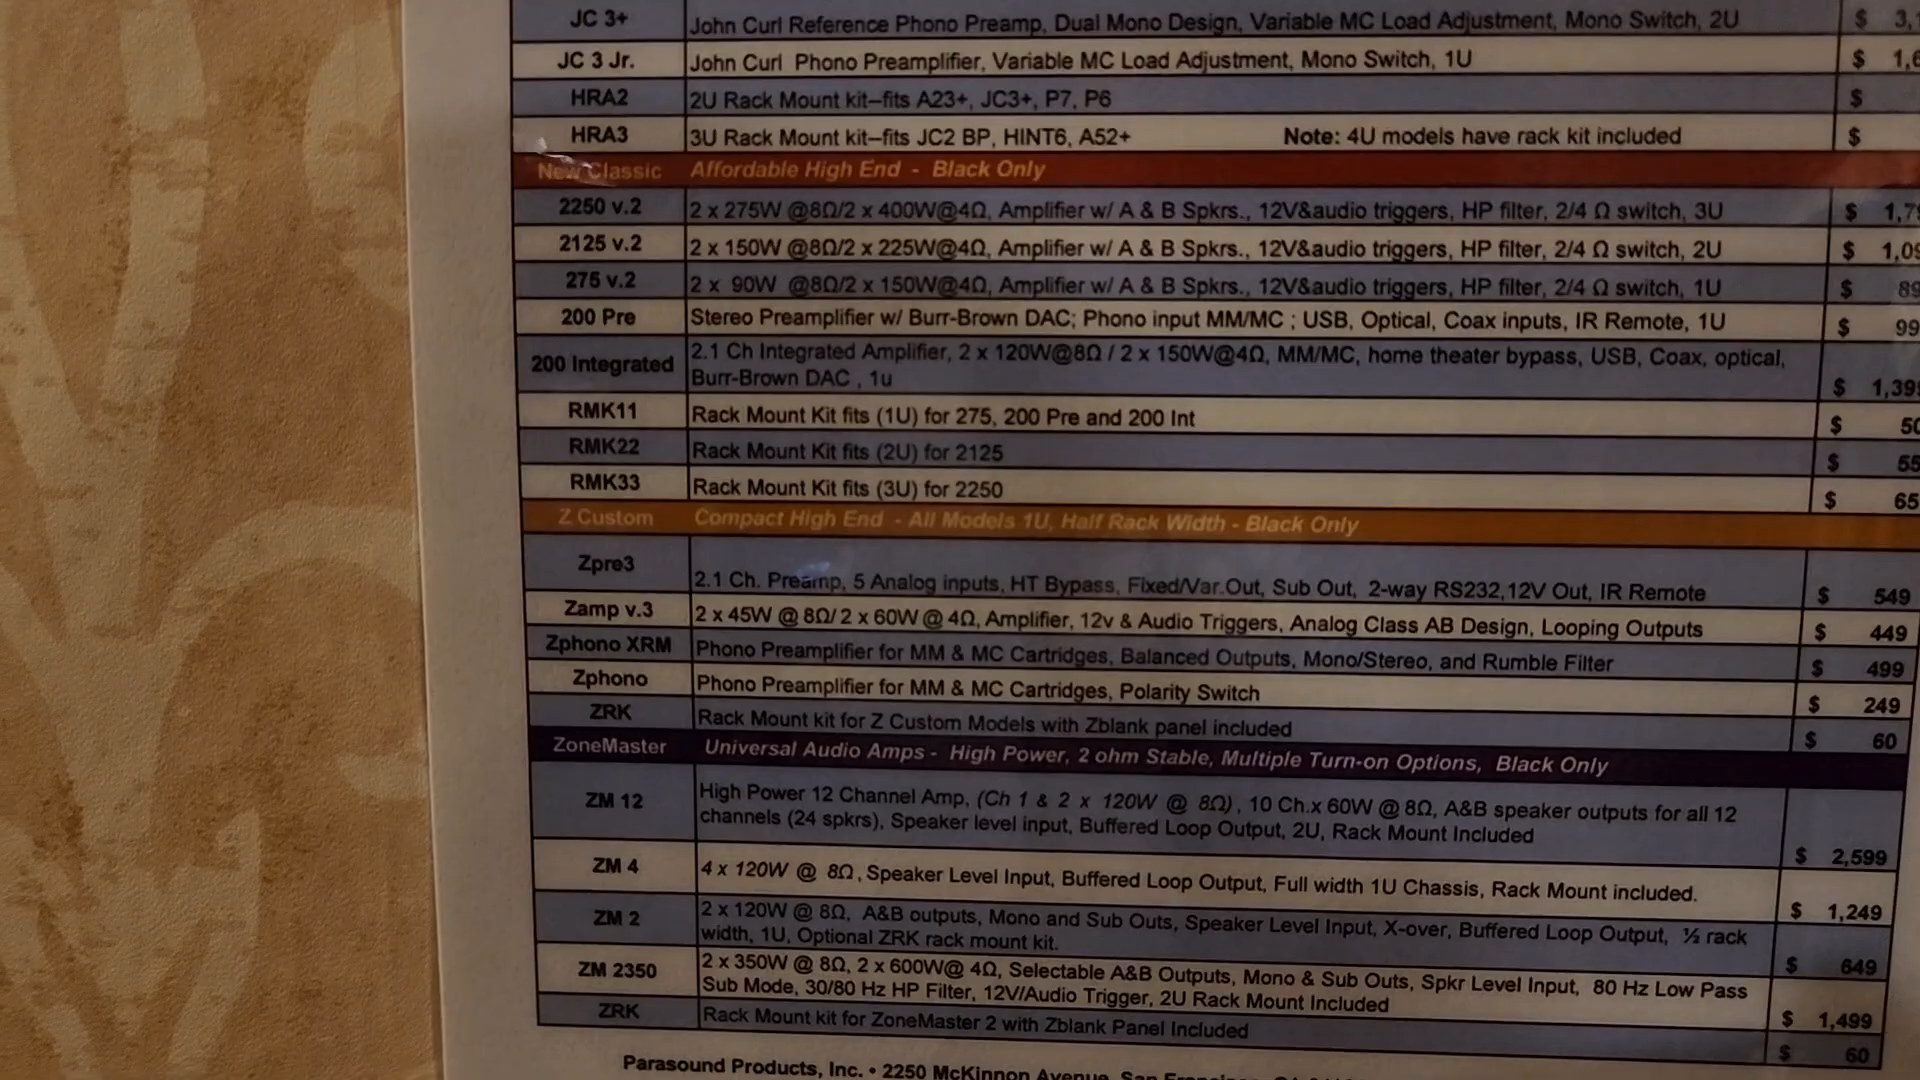 JC 3+ John Curl Reference Phono Preamp, Dual Mono Design, Variable MC Load Adjustment, Mono Switch, 2U $ 3,
JC 3 Jr. John Curl Phono Preamplifier, Variable MC Load Adjustment, Mono Switch, 1U $ 1,6
HRA2 2U Rack Mount kit–fits A23+, JC3+, P7, P6 $
HRA3 3U Rack Mount kit–fits JC2 BP, HINT6, A52+ Note: 4U models have rack kit included $
New Classic Affordable High End - Black Only
2250 v.2 2 x 275W @8Ω/2 x 400W@4Ω, Amplifier w/ A & B Spkrs., 12V&audio triggers, HP filter, 2/4 Ω switch, 3U $ 1,79
2125 v.2 2 x 150W @8Ω/2 x 225W@4Ω, Amplifier w/ A & B Spkrs., 12V&audio triggers, HP filter, 2/4 Ω switch, 2U $ 1,09
275 v.2 2 x 90W @8Ω/2 x 150W@4Ω, Amplifier w/ A & B Spkrs., 12V&audio triggers, HP filter, 2/4 Ω switch, 1U $ 89
200 Pre Stereo Preamplifier w/ Burr-Brown DAC; Phono input MM/MC ; USB, Optical, Coax inputs, IR Remote, 1U $ 99
200 Integrated 2.1 Ch Integrated Amplifier, 2 x 120W@8Ω / 2 x 150W@4Ω, MM/MC, home theater bypass, USB, Coax, optical,
Burr-Brown DAC , 1u $ 1,399
RMK11 Rack Mount Kit fits (1U) for 275, 200 Pre and 200 Int $ 50
RMK22 Rack Mount Kit fits (2U) for 2125 $ 55
RMK33 Rack Mount Kit fits (3U) for 2250 $ 65
Z Custom Compact High End - All Models 1U, Half Rack Width - Black Only
Zpre3 2.1 Ch. Preamp, 5 Analog inputs, HT Bypass, Fixed/Var.Out, Sub Out, 2-way RS232,12V Out, IR Remote $ 549
Zamp v.3 2 x 45W @ 8Ω/ 2 x 60W @ 4Ω, Amplifier, 12v & Audio Triggers, Analog Class AB Design, Looping Outputs $ 449
Zphono XRM Phono Preamplifier for MM & MC Cartridges, Balanced Outputs, Mono/Stereo, and Rumble Filter $ 499
Zphono Phono Preamplifier for MM & MC Cartridges, Polarity Switch $ 249
ZRK Rack Mount kit for Z Custom Models with Zblank panel included $ 60
ZoneMaster Universal Audio Amps - High Power, 2 ohm Stable, Multiple Turn-on Options, Black Only
ZM 12 High Power 12 Channel Amp, (Ch 1 & 2 x 120W @ 8Ω), 10 Ch.x 60W @ 8Ω, A&B speaker outputs for all 12
channels (24 spkrs), Speaker level input, Buffered Loop Output, 2U, Rack Mount Included $ 2,599
ZM 4 4 x 120W @ 8Ω, Speaker Level Input, Buffered Loop Output, Full width 1U Chassis, Rack Mount included. $ 1,249
ZM 2 2 x 120W @ 8Ω, A&B outputs, Mono and Sub Outs, Speaker Level Input, X-over, Buffered Loop Output, ½ rack
width, 1U, Optional ZRK rack mount kit. $ 649
ZM 2350 2 x 350W @ 8Ω, 2 x 600W@ 4Ω, Selectable A&B Outputs, Mono & Sub Outs, Spkr Level Input, 80 Hz Low Pass
Sub Mode, 30/80 Hz HP Filter, 12V/Audio Trigger, 2U Rack Mount Included $ 1,499
ZRK Rack Mount kit for ZoneMaster 2 with Zblank Panel Included $ 60
Parasound Products, Inc. • 2250 McKinnon Avenue, San Francisco,